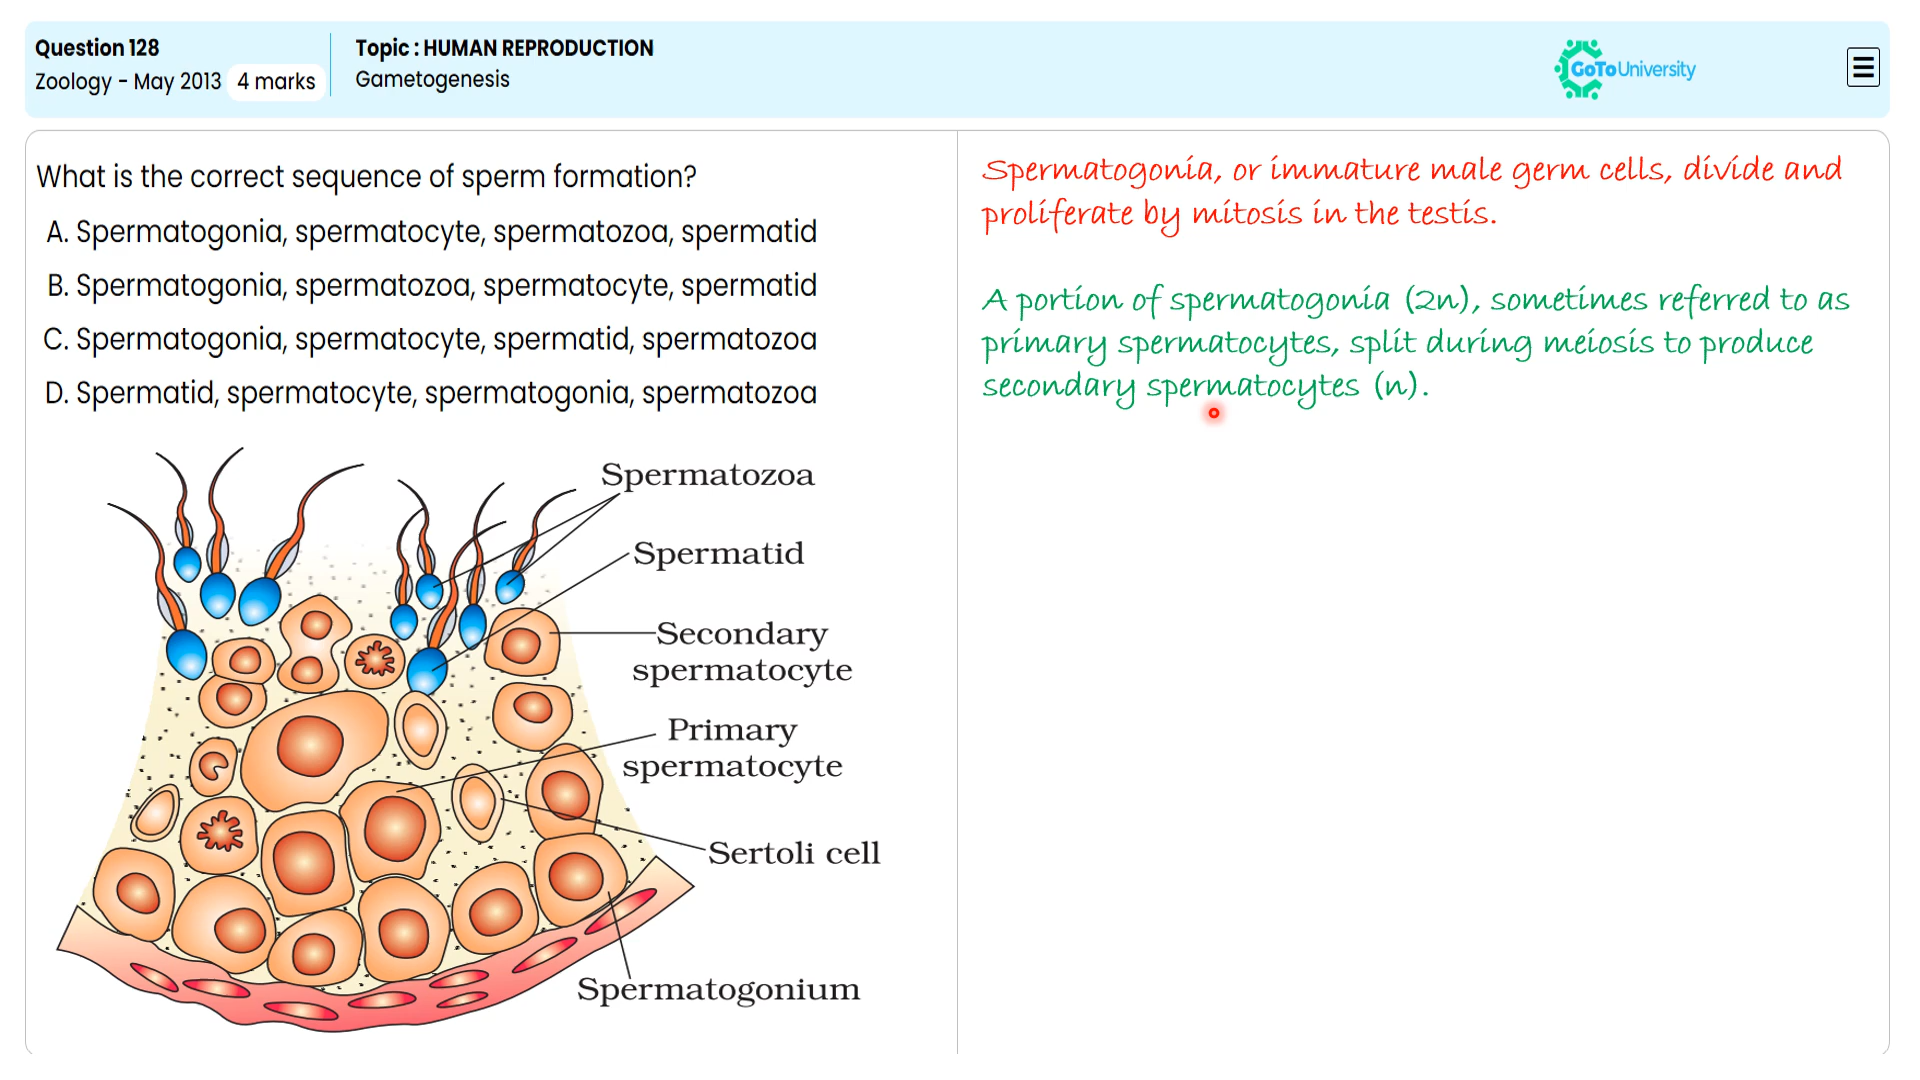 Question 128
Zoology - May 2013 4 marks
Topic : HUMAN REPRODUCTION
Gametogenesis
GoToUniversity
What is the correct sequence of sperm formation?
A. Spermatogonia, spermatocyte, spermatozoa, spermatid
B. Spermatogonia, spermatozoa, spermatocyte, spermatid
C. Spermatogonia, spermatocyte, spermatid, spermatozoa
D. Spermatid, spermatocyte, spermatogonia, spermatozoa
Spermatozoa
Spermatid
Secondary
spermatocyte
Primary
spermatocyte
Sertoli cell
Spermatogonium
Spermatogonia, or immature male germ cells, divide and
proliferate by mitosis in the testis.
A portion of spermatogonia (2n), sometimes referred to as
primary spermatocytes, split during meiosis to produce
secondary spermatocytes (n).